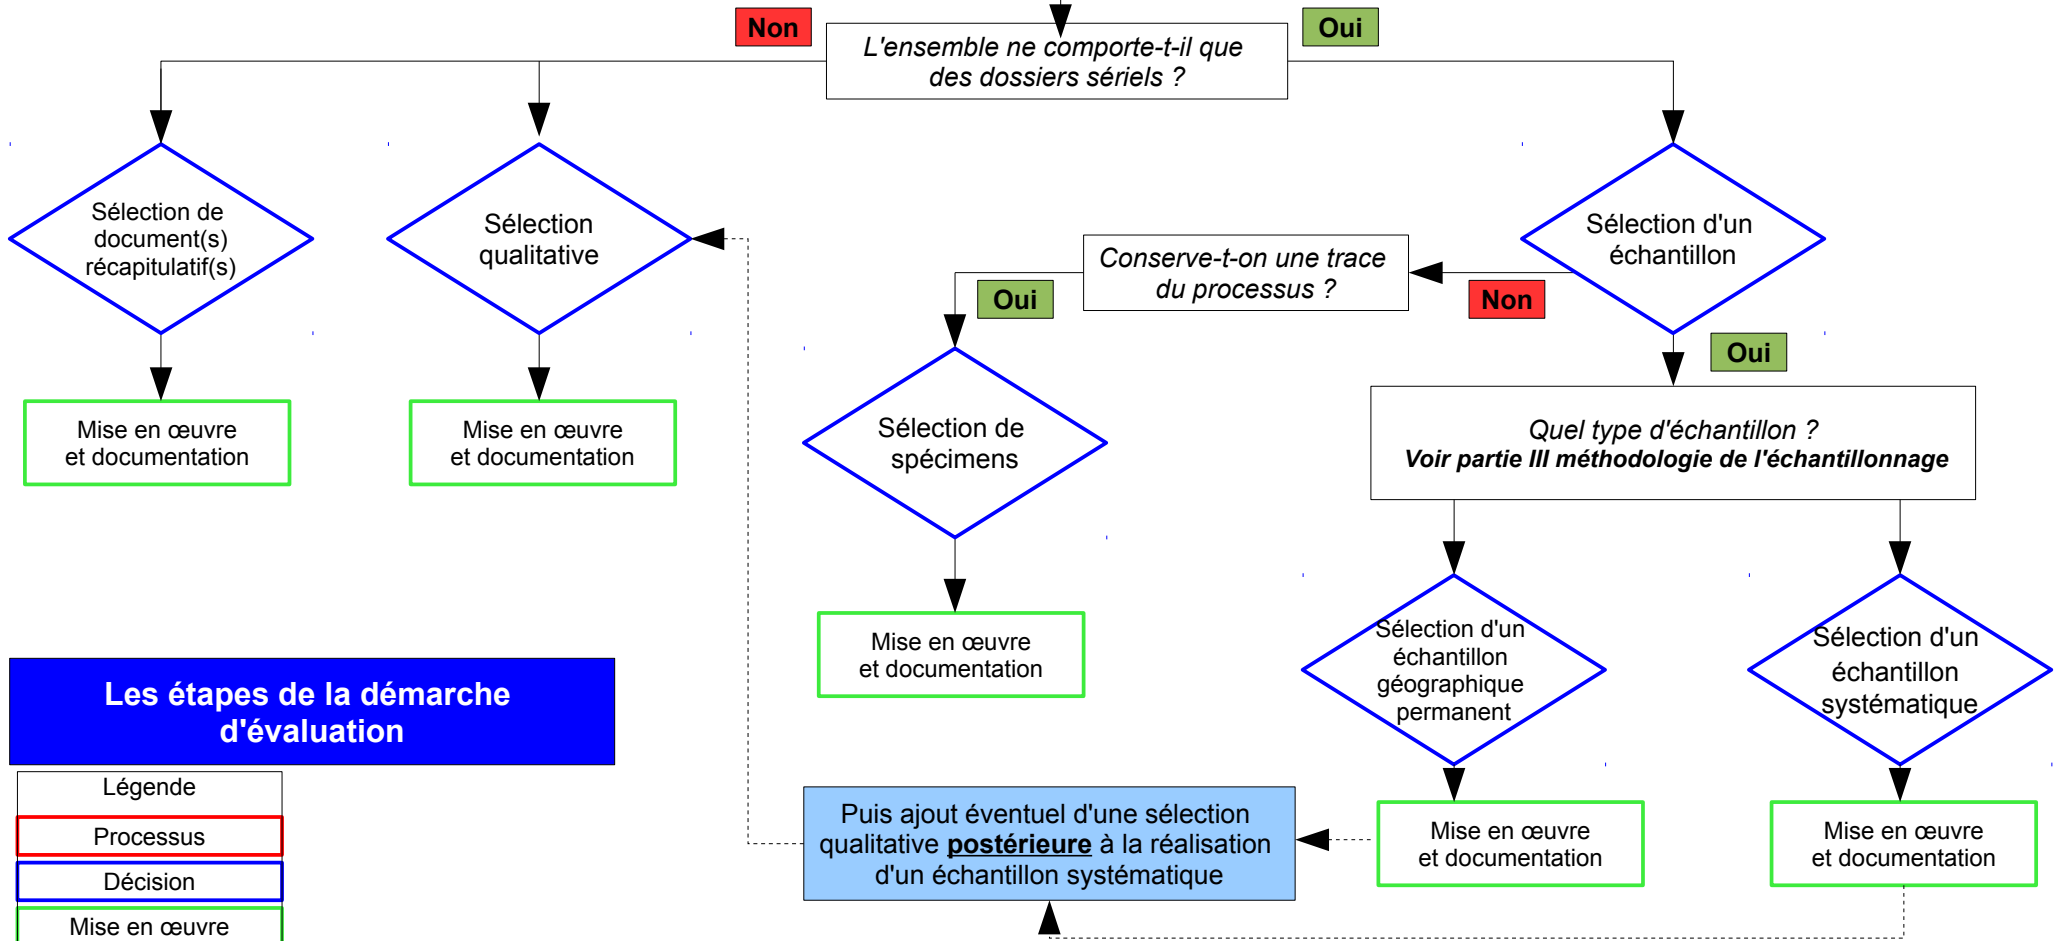 Non
Oui
L'ensemble ne comporte-t-il que
des dossiers sériels ?
Sélection de
document(s)
récapitulatif(s)
Sélection
qualitative
Sélection d'un
échantillon
Conserve-t-on une trace
du processus ?
Oui
Non
Oui
Mise en œuvre
et documentation
Mise en œuvre
et documentation
Sélection de
spécimens
Quel type d'échantillon ?
Voir partie III méthodologie de l'échantillonnage
Mise en œuvre
et documentation
Sélection d'un
échantillon
géographique
permanent
Sélection d'un
échantillon
systématique
Les étapes de la démarche
d'évaluation
Légende
Processus
Décision
Mise en œuvre
Puis ajout éventuel d'une sélection
qualitative postérieure à la réalisation
d'un échantillon systématique
Mise en œuvre
et documentation
Mise en œuvre
et documentation